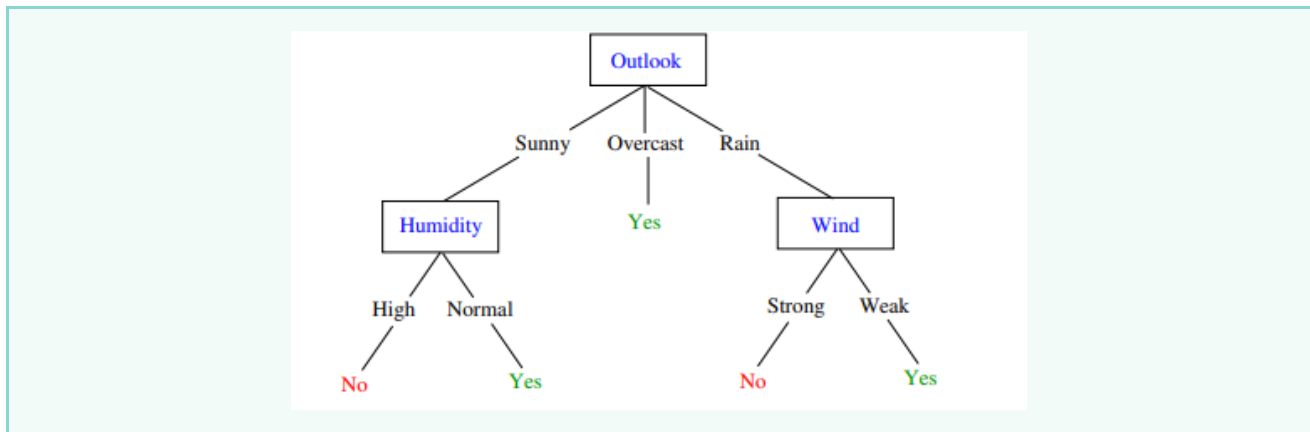 Outlook
Sunny Overcast Rain
Humidity Yes Wind
High Normal Strong Weak
No Yes No Yes